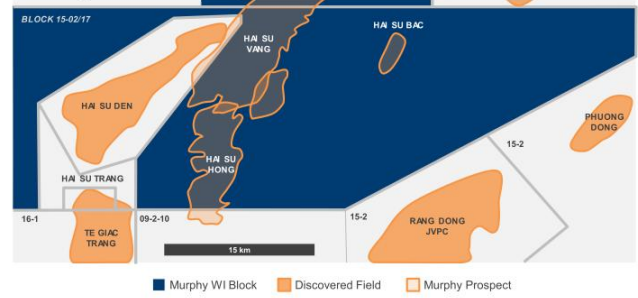 BLOCK 15-02/17
HAI SU
VANG
HAI SU BAC
HAI SU DEN
PHUONG
DONG
15-2
HAI SU
HONG
HAI SU TRANG
16-1
09-2-10
15-2
TE GIAC
TRANG
RANG DONG
JVPC
15 km
Murphy WI Block
Discovered Field
Murphy Prospect